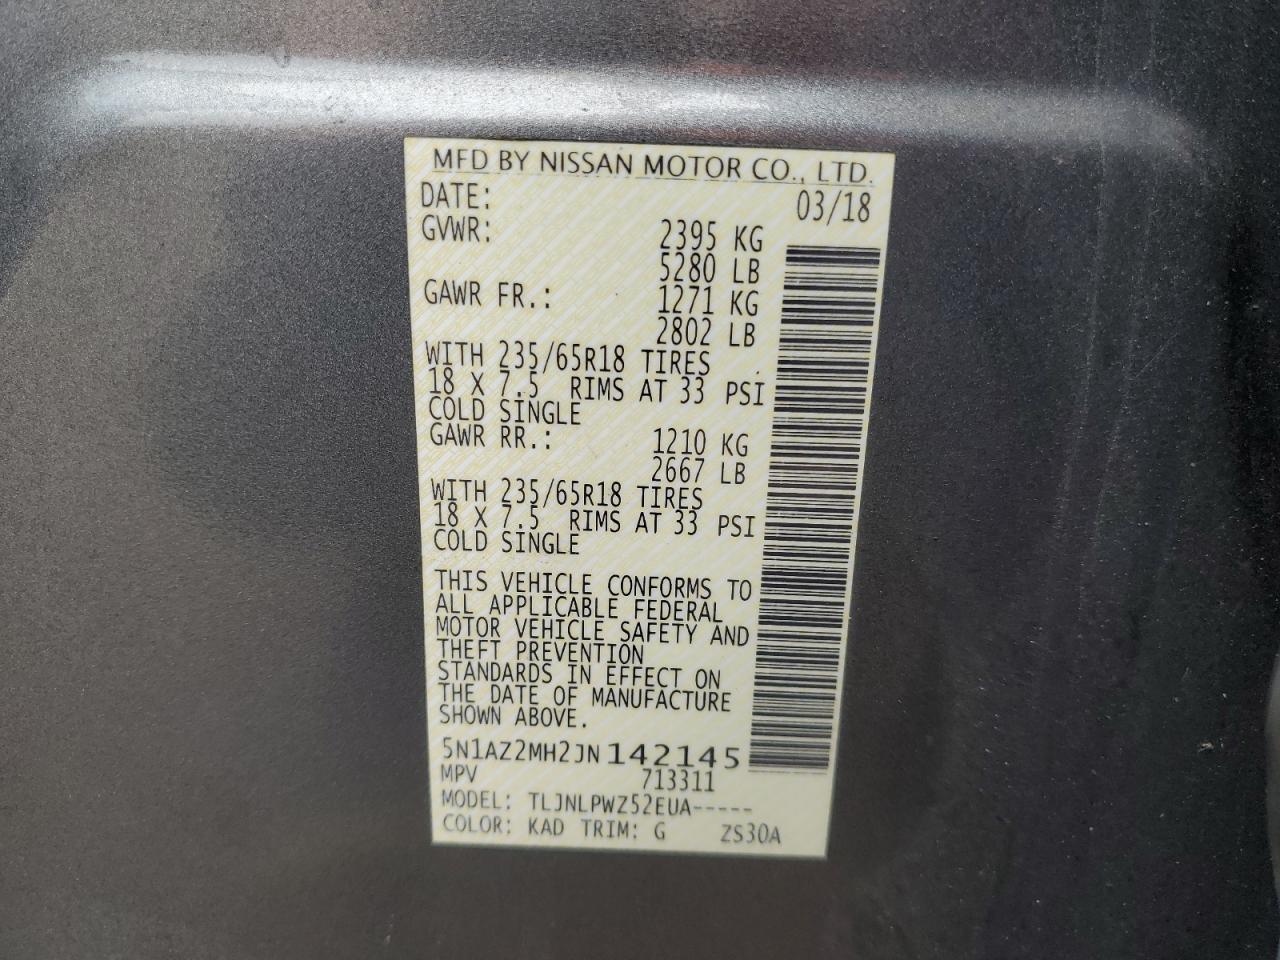 MFD BY NISSAN MOTOR CO., LTD.
DATE: 03/18
GVWR: 2395 KG
5280 LB
GAWR FR.: 1271 KG
2802 LB
WITH 235/65R18 TIRES
18 X 7.5 RIMS AT 33 PSI
COLD SINGLE
GAWR RR.: 1210 KG
2667 LB
WITH 235/65R18 TIRES
18 X 7.5 RIMS AT 33 PSI
COLD SINGLE
THIS VEHICLE CONFORMS TO
ALL APPLICABLE FEDERAL
MOTOR VEHICLE SAFETY AND
THEFT PREVENTION
STANDARDS IN EFFECT ON
THE DATE OF MANUFACTURE
SHOWN ABOVE.
5N1AZ2MH2JN142145
MPV 713311
MODEL: TLJNLPWZ52EUA-----
COLOR: KAD TRIM: G ZS30A